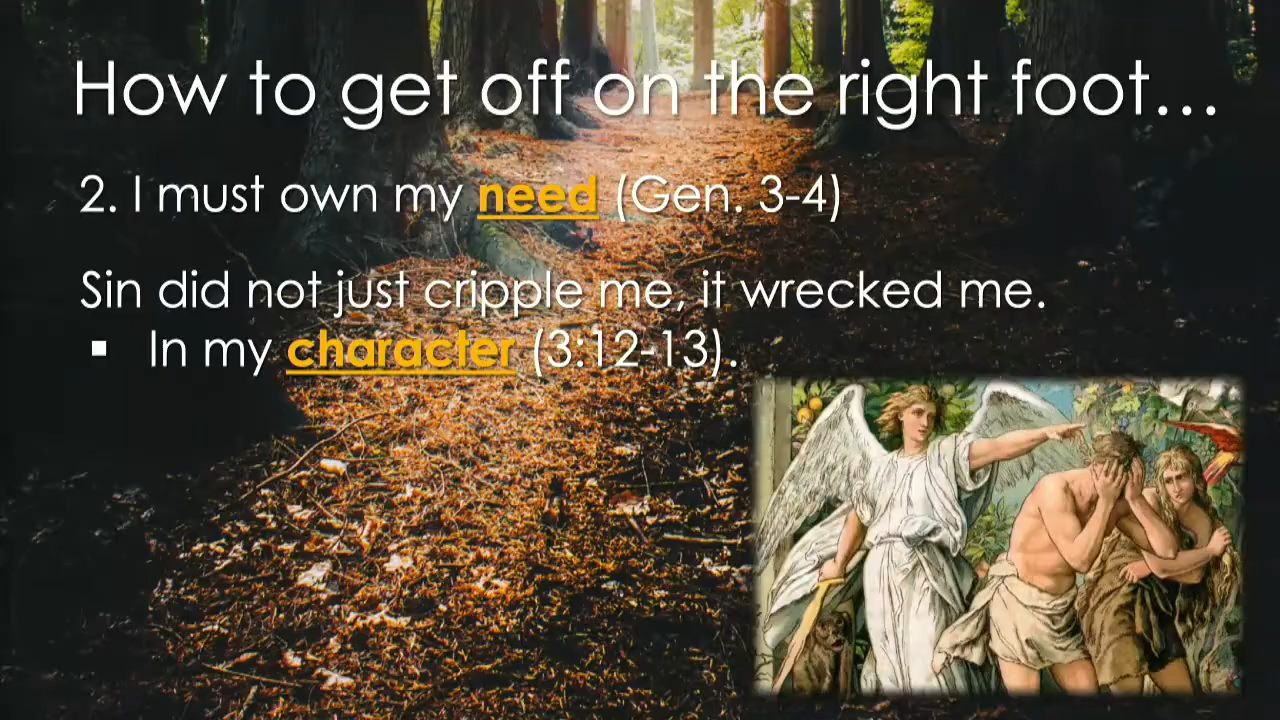 How to get off on the right foot…
2. I must own my need (Gen. 3-4)
Sin did not just cripple me, it wrecked me.
▪ In my character (3:12-13).